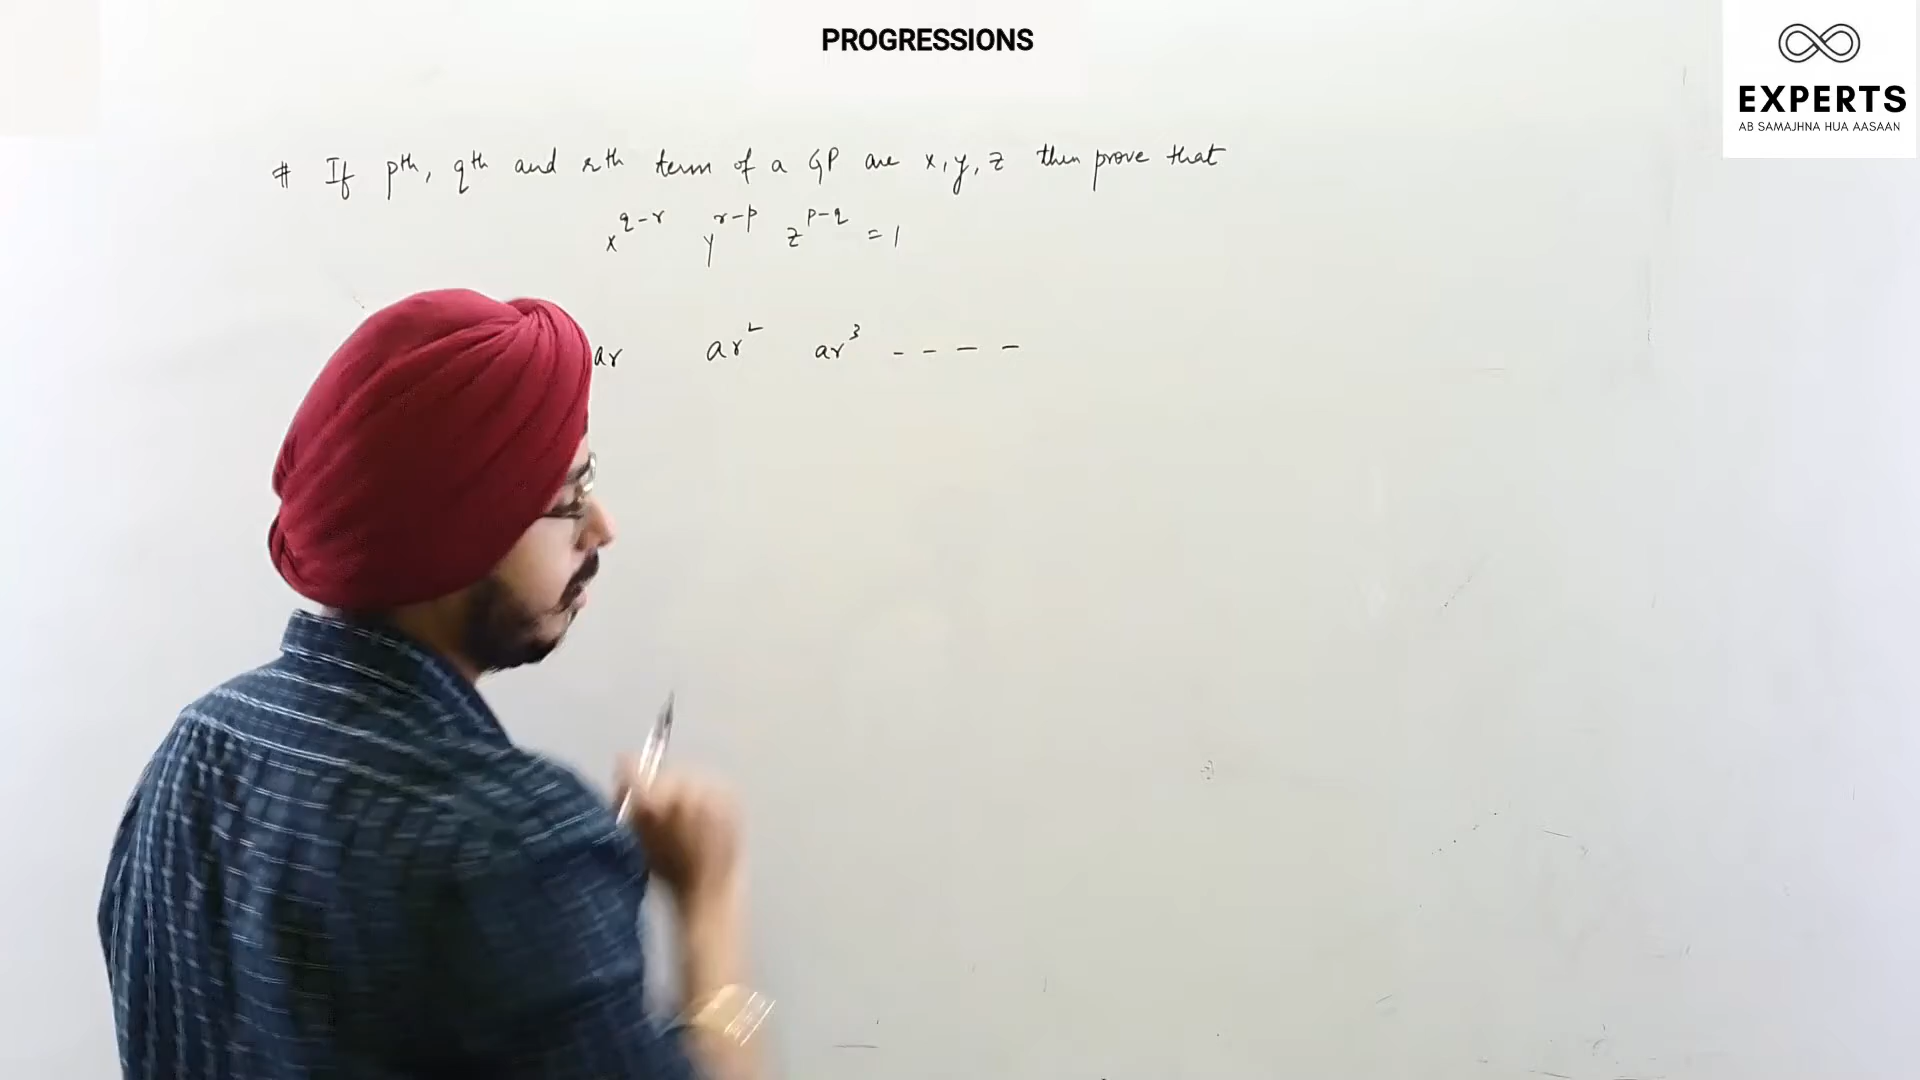 PROGRESSIONS
EXPERTS
AB SAMAJHNA HUA AASAAN
# If pth, qth and rth term of a GP are x, y, z then prove that
x^q-r y^r-p z^p-q = 1
ar ar² ar³ - - - -